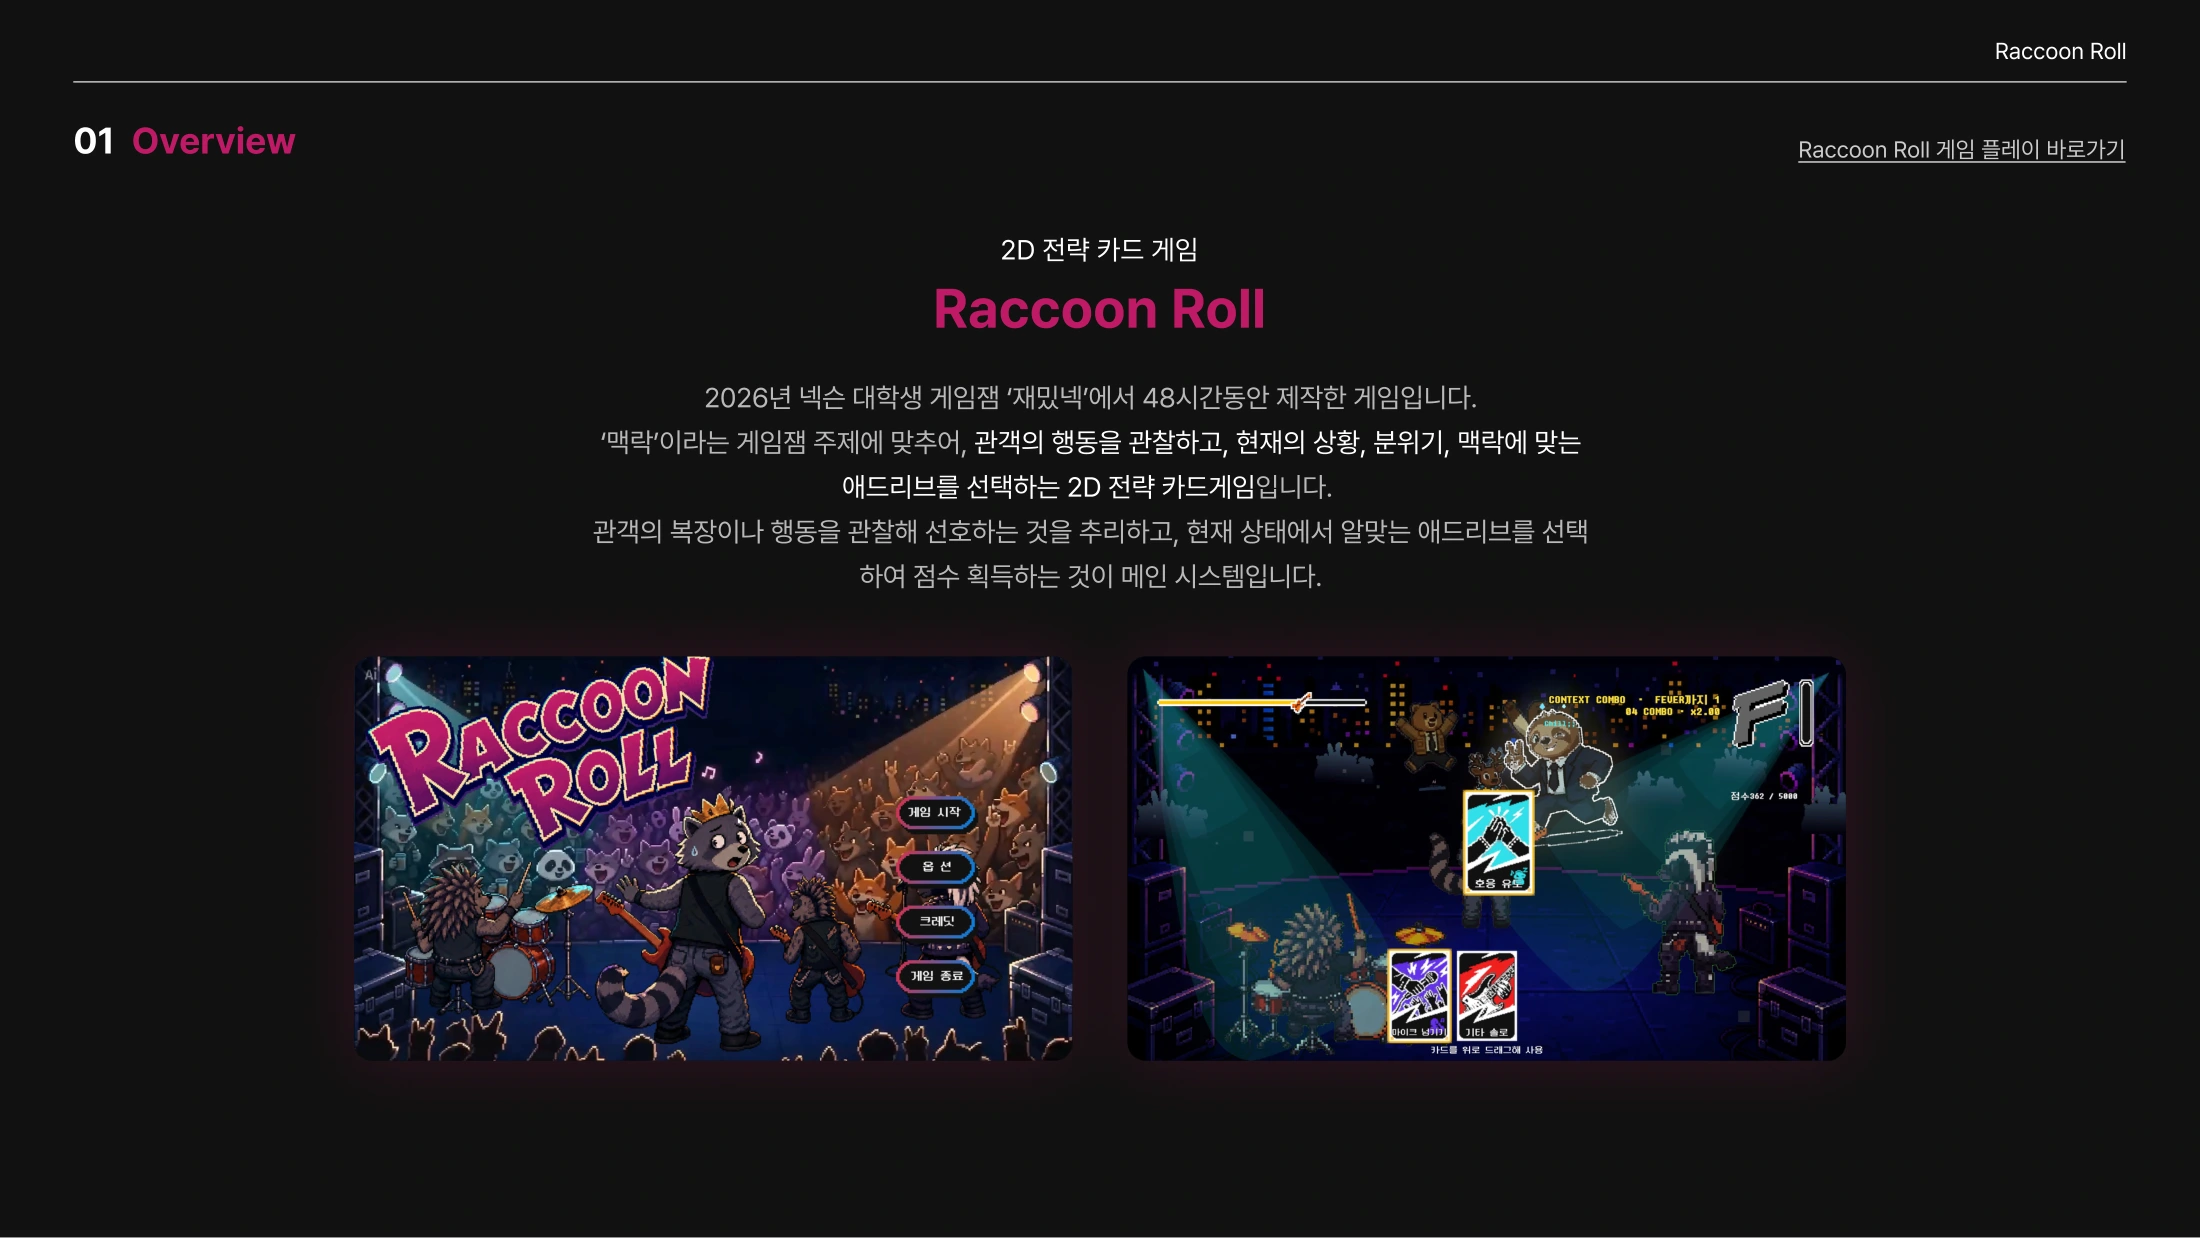 Raccoon Roll
01 Overview
Raccoon Roll 게임 플레이 바로가기
2D 전략 카드 게임
Raccoon Roll
2026년 넥슨 대학생 게임잼 ‘재밌넥’에서 48시간동안 제작한 게임입니다.
‘맥락’이라는 게임잼 주제에 맞추어, 관객의 행동을 관찰하고, 현재의 상황, 분위기, 맥락에 맞는
애드리브를 선택하는 2D 전략 카드게임입니다.
관객의 복장이나 행동을 관찰해 선호하는 것을 추리하고, 현재 상태에서 알맞는 애드리브를 선택
하여 점수 획득하는 것이 메인 시스템입니다.
RACCOON
ROLL
게임 시작
옵 션
크레딧
게임 종료
CONTEXT COMBO · FEVER까지 1
04 COMBO · x2.00
점수362 / 5000
호응 유도
마이크 넘기기
기타 솔로
카드를 위로 드래그해 사용